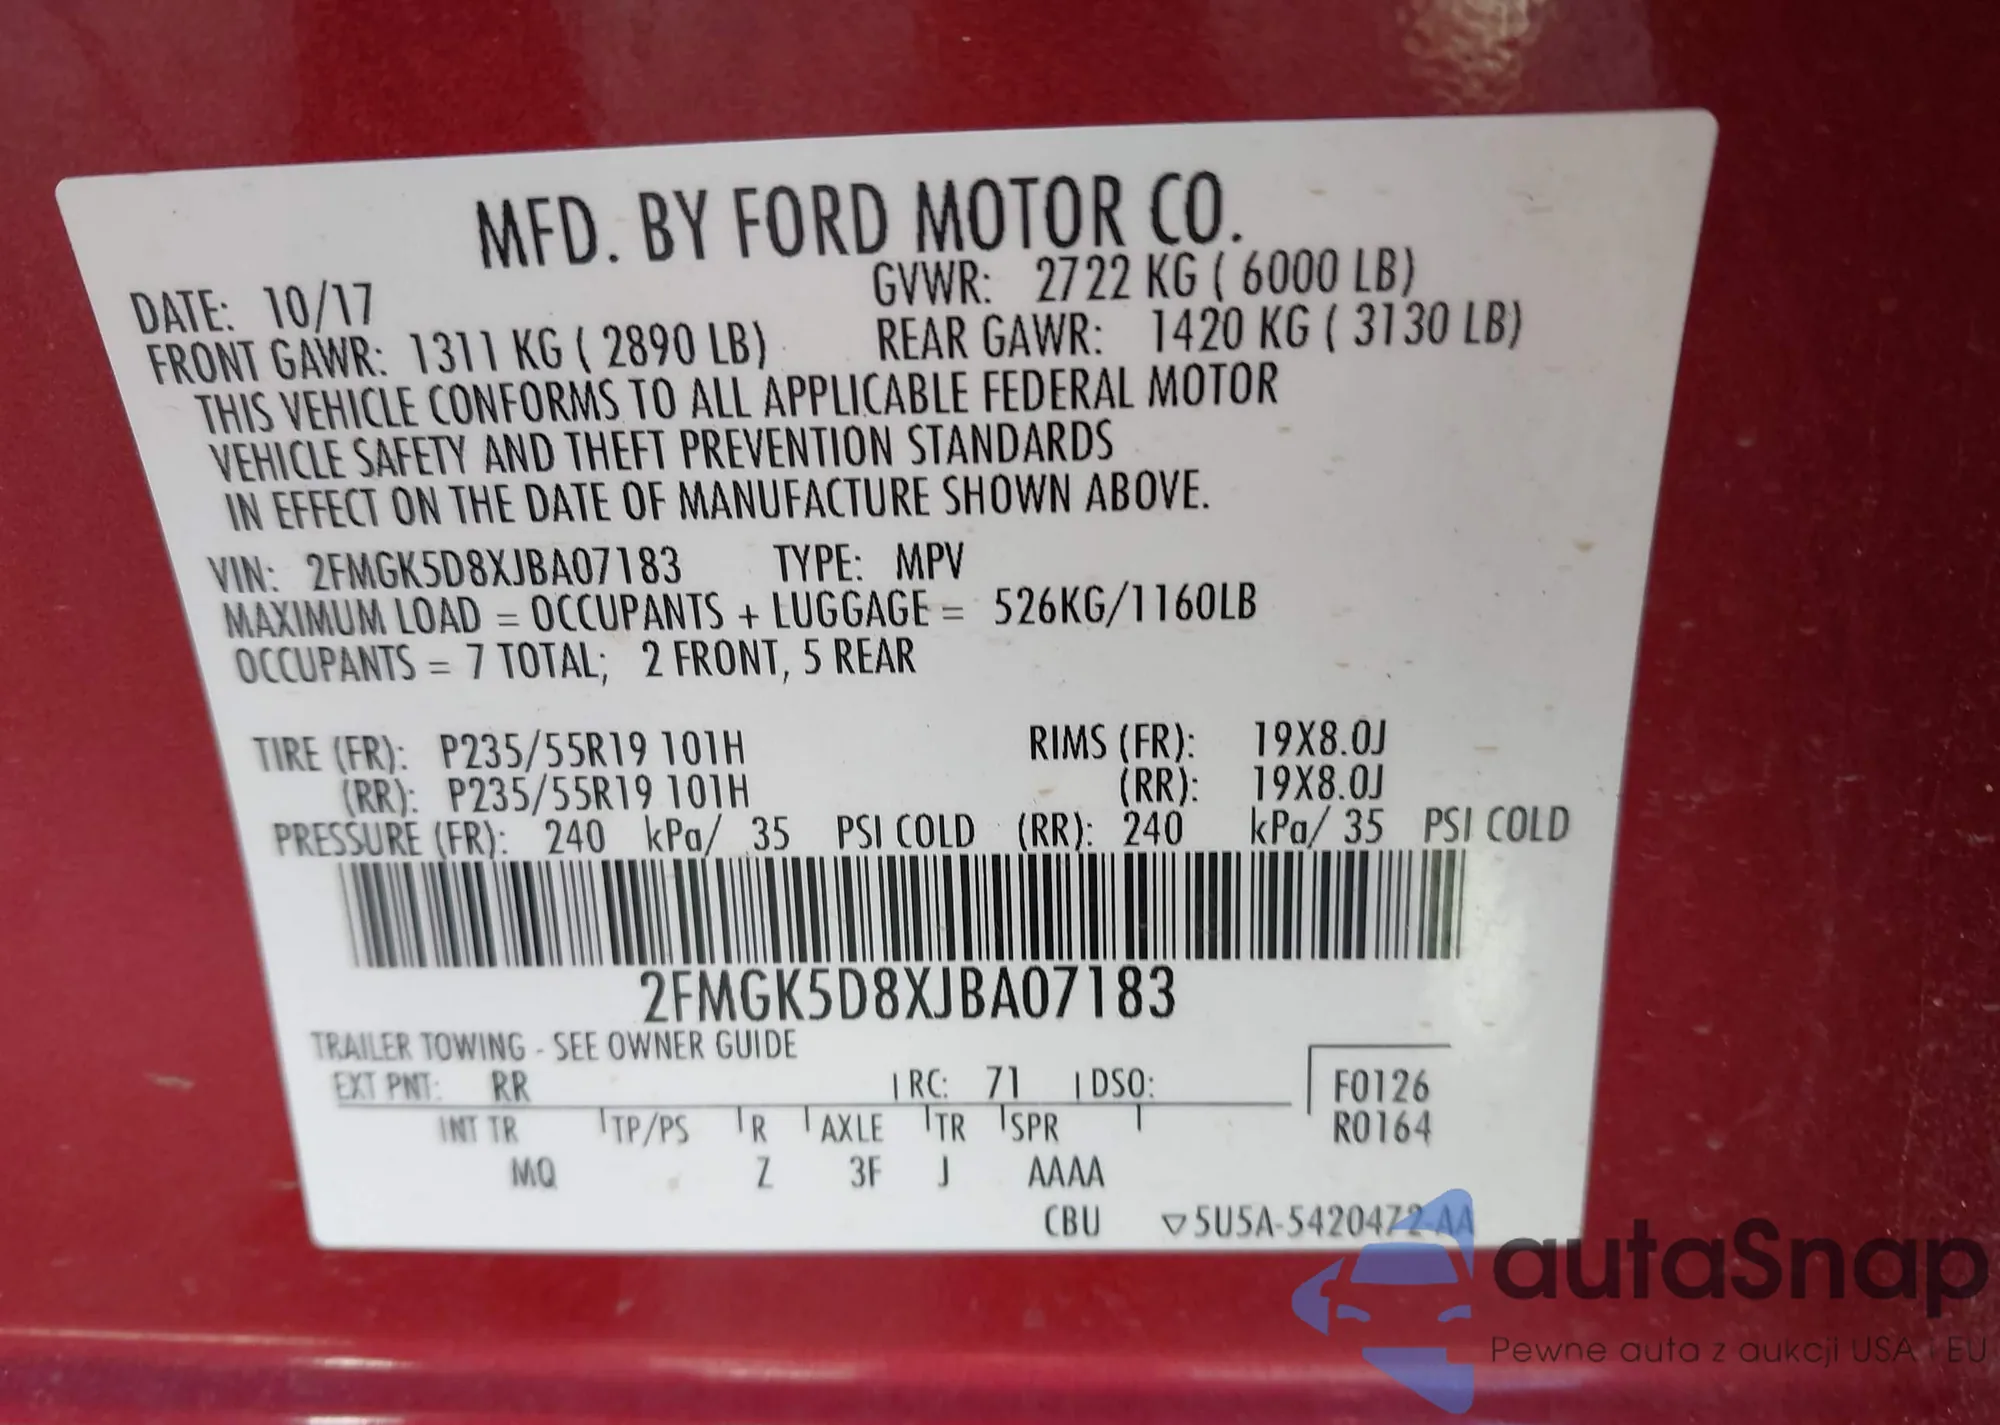 MFD. BY FORD MOTOR CO.
DATE: 10/17 GVWR: 2722 KG ( 6000 LB)
FRONT GAWR: 1311 KG ( 2890 LB) REAR GAWR: 1420 KG ( 3130 LB)
THIS VEHICLE CONFORMS TO ALL APPLICABLE FEDERAL MOTOR
VEHICLE SAFETY AND THEFT PREVENTION STANDARDS
IN EFFECT ON THE DATE OF MANUFACTURE SHOWN ABOVE.
VIN: 2FMGK5D8XJBA07183 TYPE: MPV
MAXIMUM LOAD = OCCUPANTS + LUGGAGE = 526KG/1160LB
OCCUPANTS = 7 TOTAL; 2 FRONT, 5 REAR
TIRE (FR): P235/55R19 101H RIMS (FR): 19X8.0J
(RR): P235/55R19 101H (RR): 19X8.0J
PRESSURE (FR): 240 kPa/ 35 PSI COLD (RR): 240 kPa/ 35 PSI COLD
2FMGK5D8XJBA07183
TRAILER TOWING - SEE OWNER GUIDE
EXT PNT: RR RC: 71 DSO: F0126
INT TR TP/PS R AXLE TR SPR R0164
MQ Z 3F J AAAA
CBU ▽5U5A-5420472-AA
autaSnap
Pewne auta z aukcji USA i EU